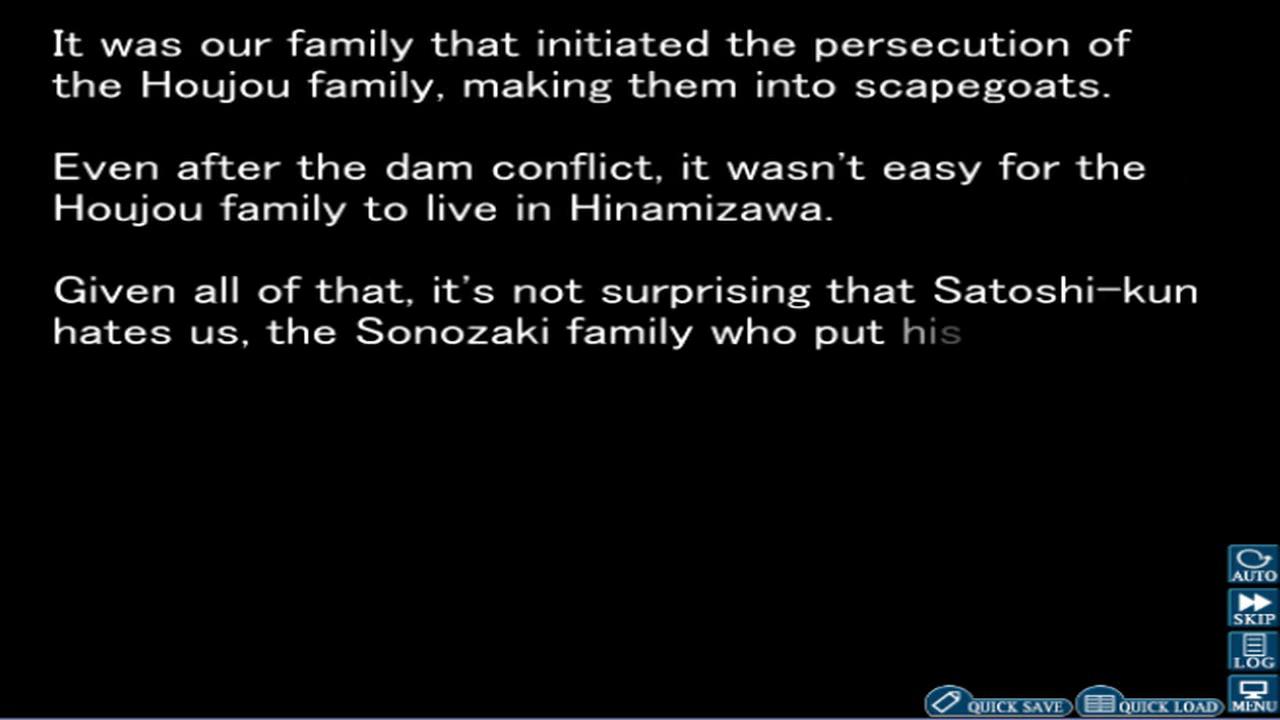 It was our family that initiated the persecution of
the Houjou family, making them into scapegoats.
Even after the dam conflict, it wasn't easy for the
Houjou family to live in Hinamizawa.
Given all of that, it's not surprising that Satoshi-kun
hates us, the Sonozaki family who put his
AUTO
SKIP
LOG
QUICK SAVE
QUICK LOAD
MENU